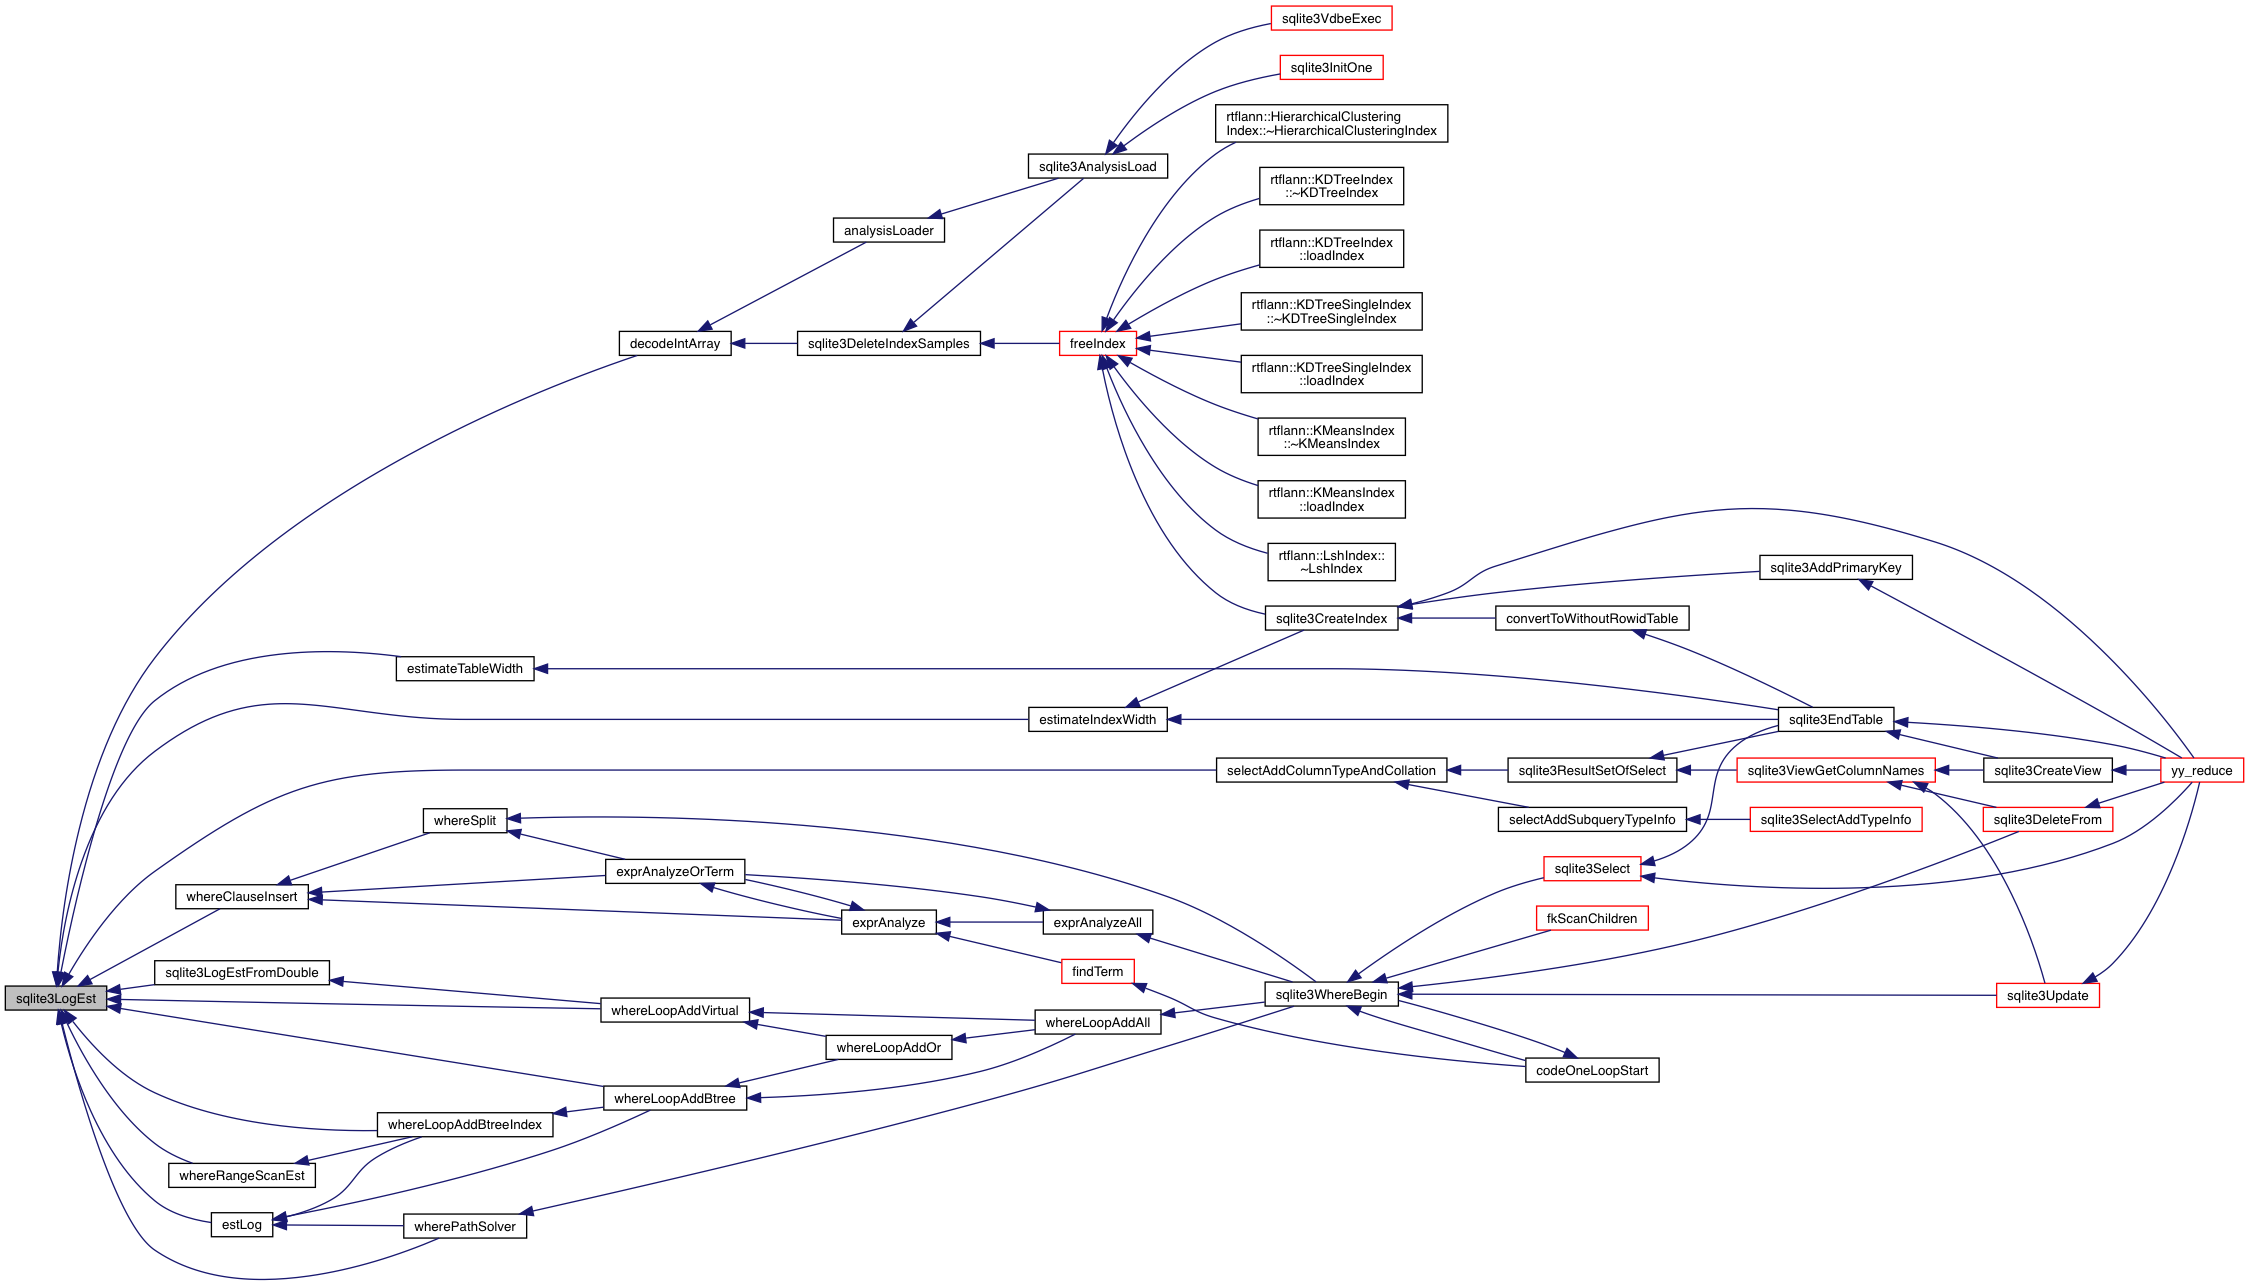 sqlite3VdbeExec
sqlite3InitOne
rtflann::HierarchicalClustering
Index::~HierarchicalClusteringIndex
sqlite3AnalysisLoad
rtflann::KDTreeIndex
::~KDTreeIndex
analysisLoader
rtflann::KDTreeIndex
::loadIndex
rtflann::KDTreeSingleIndex
::~KDTreeSingleIndex
decodeIntArray
sqlite3DeleteIndexSamples
freeIndex
rtflann::KDTreeSingleIndex
::loadIndex
rtflann::KMeansIndex
::~KMeansIndex
rtflann::KMeansIndex
::loadIndex
rtflann::LshIndex::
~LshIndex
sqlite3AddPrimaryKey
sqlite3CreateIndex
convertToWithoutRowidTable
estimateTableWidth
estimateIndexWidth
sqlite3EndTable
selectAddColumnTypeAndCollation
sqlite3ResultSetOfSelect
sqlite3ViewGetColumnNames
sqlite3CreateView
yy_reduce
whereSplit
selectAddSubqueryTypeInfo
sqlite3SelectAddTypeInfo
sqlite3DeleteFrom
exprAnalyzeOrTerm
sqlite3Select
whereClauseInsert
exprAnalyze
exprAnalyzeAll
fkScanChildren
sqlite3LogEstFromDouble
findTerm
sqlite3LogEst
sqlite3WhereBegin
sqlite3Update
whereLoopAddVirtual
whereLoopAddAll
whereLoopAddOr
codeOneLoopStart
whereLoopAddBtree
whereLoopAddBtreeIndex
whereRangeScanEst
estLog
wherePathSolver